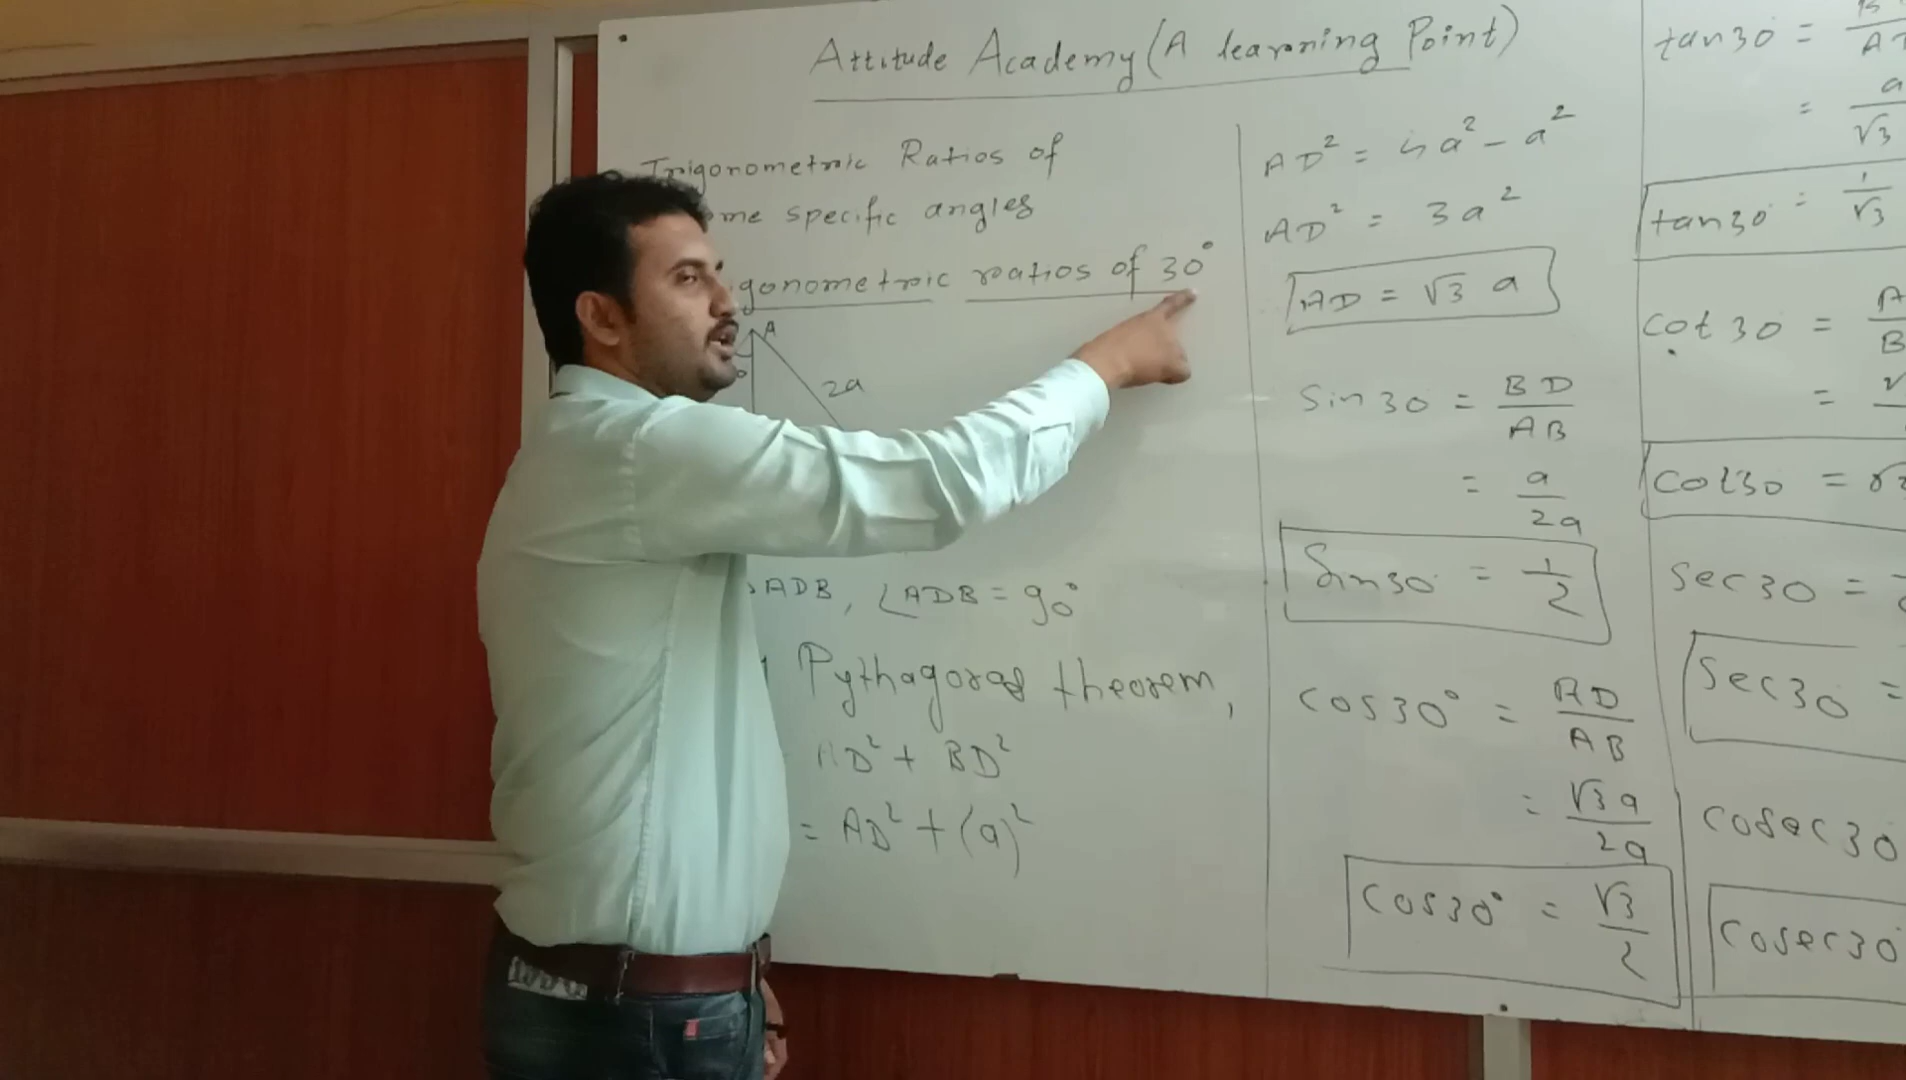 Attitude Academy (A learning Point)
Trigonometric Ratios of
me specific angles
gonometric ratios of 30°
A
2a
ADB, ∠ADB = 90°
Pythagoras theorem,
AD² + BD²
= AD² + (a)²
AD² = 4a² - a²
AD² = 3a²
AD = √3 a
Sin30 = BD/AB
= a/2a
Sin30 = 1/2
Cos30° = AD/AB
= √3a/2a
Cos30° = √3/2
tan30 =
= a/√3
tan30 = 1/√3
Cot30 =
=
Cot30 =
Sec30 =
Sec30 =
Cosec30
Cosec30